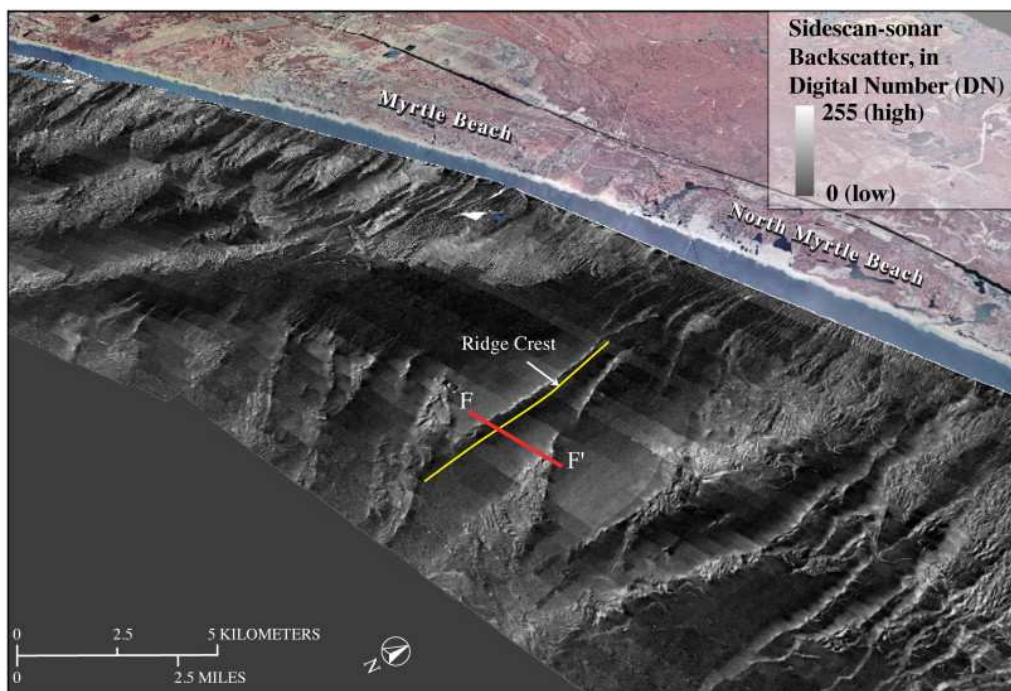 Sidescan-sonar
Backscatter, in
Digital Number (DN)
255 (high)
0 (low)
Myrtle Beach
North Myrtle Beach
Ridge Crest
F
F'
0 2.5 5 KILOMETERS
0 2.5 MILES
N